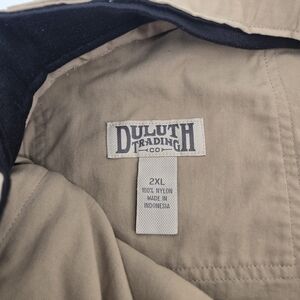 DULUTH
TRADING
CO
2XL
100% NYLON
MADE IN
INDONESIA